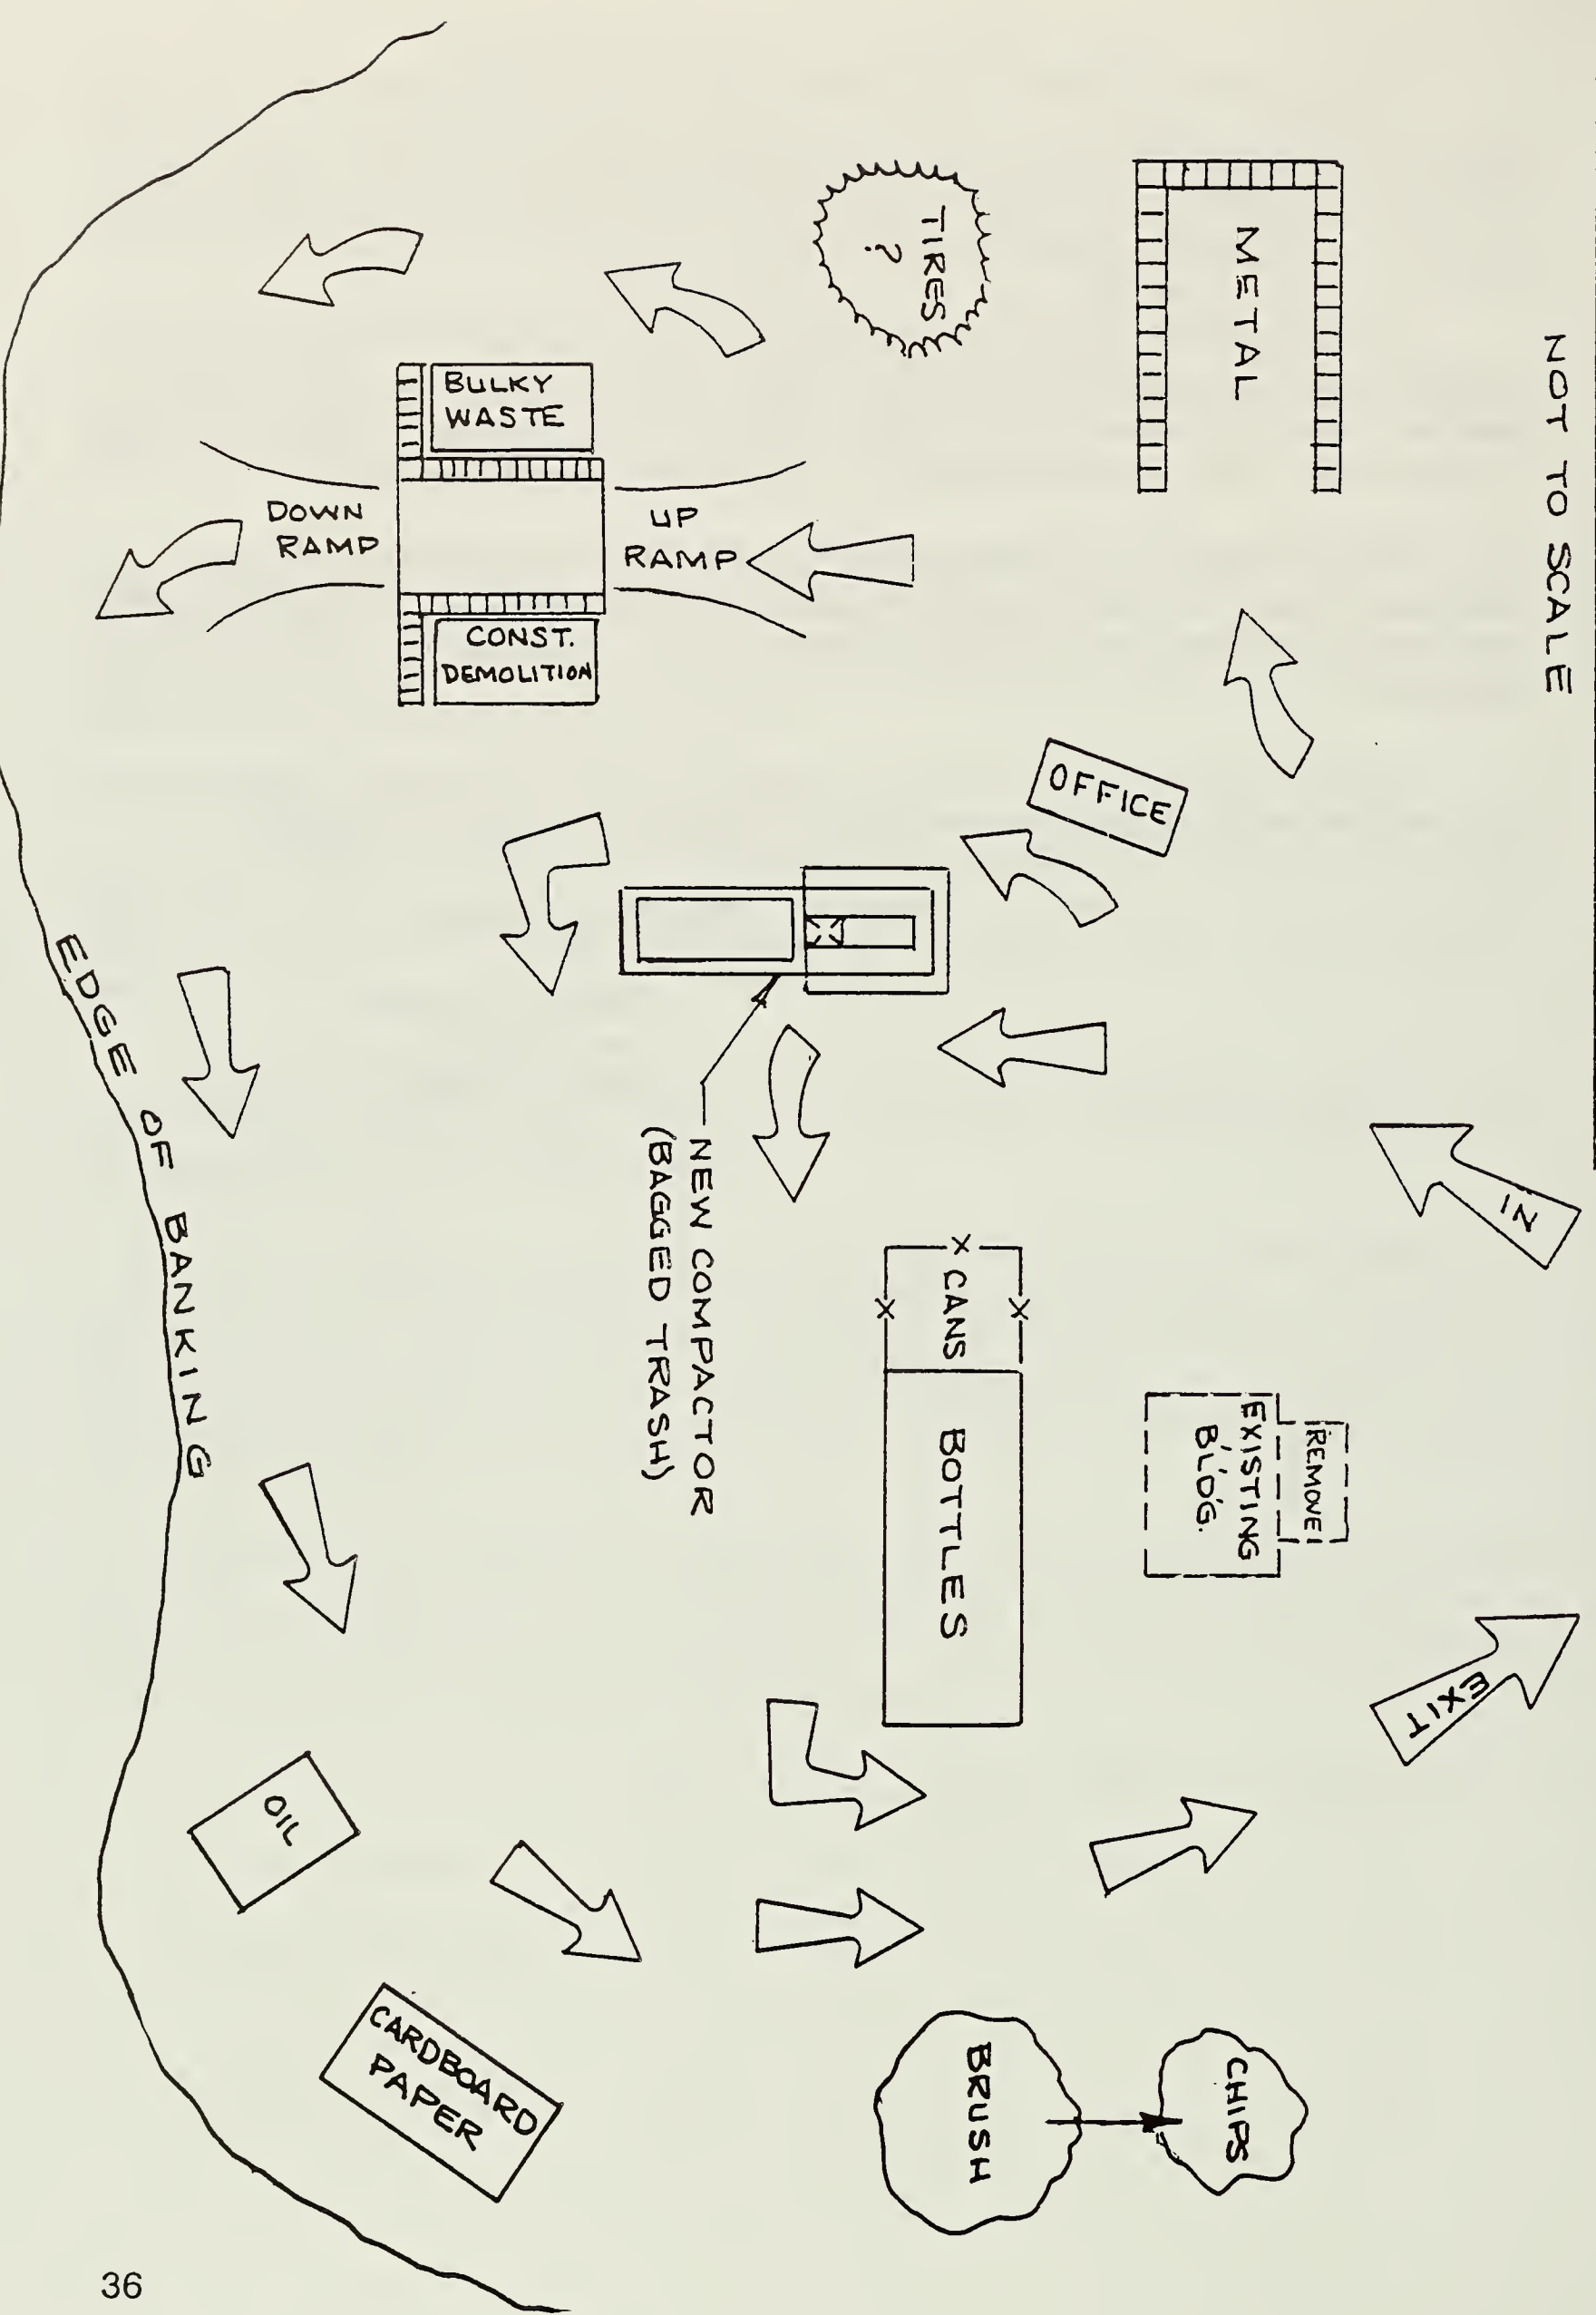 NOT TO SCALE
METAL
TIRES
?
BULKY
WASTE
DOWN
RAMP
UP
RAMP
CONST.
DEMOLITION
OFFICE
IN
NEW COMPACTOR
(BAGGED TRASH)
CANS
BOTTLES
REMOVE
EXISTING
BLDG.
EXIT
EDGE OF BANKING
OIL
CARDBOARD
PAPER
BRUSH
CHIPS
36